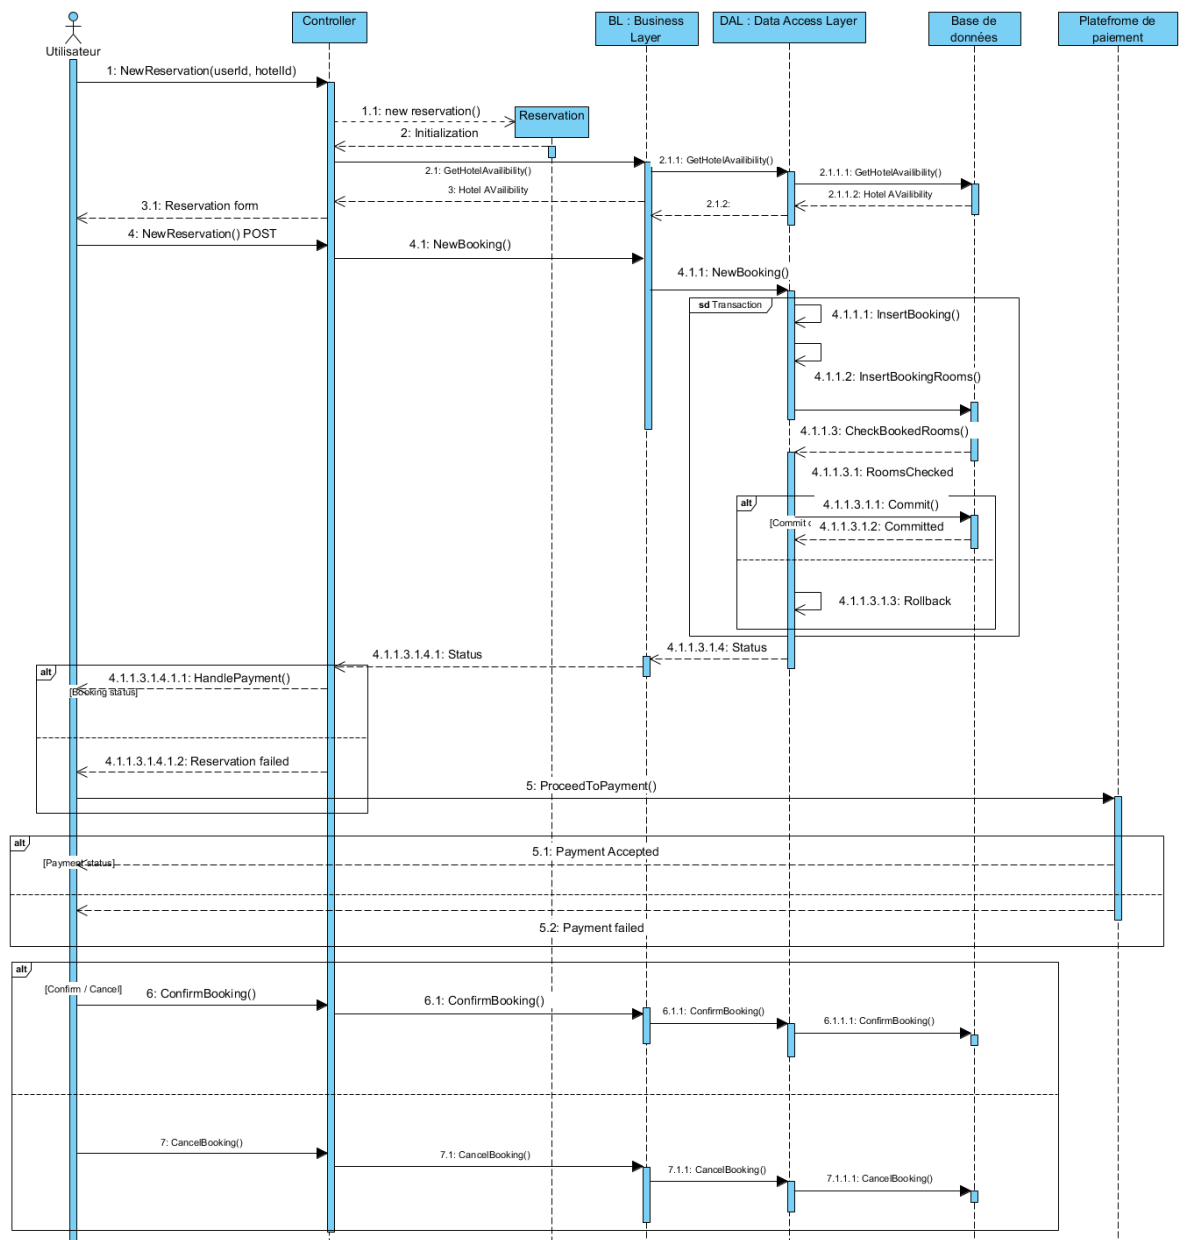 Utilisateur
Controller
BL : Business
Layer
DAL : Data Access Layer
Base de
données
Platefrome de
paiement
1: NewReservation(userId, hotelId)
1.1: new reservation()
Reservation
2: Initialization
2.1: GetHotelAvailibility()
2.1.1: GetHotelAvailibility()
2.1.1.1: GetHotelAvailibility()
2.1.1.2: Hotel AVailibility
2.1.2:
3: Hotel AVailibility
3.1: Reservation form
4: NewReservation() POST
4.1: NewBooking()
4.1.1: NewBooking()
sd Transaction
4.1.1.1: InsertBooking()
4.1.1.2: InsertBookingRooms()
4.1.1.3: CheckBookedRooms()
4.1.1.3.1: RoomsChecked
alt
4.1.1.3.1.1: Commit()
[Commit
4.1.1.3.1.2: Committed
4.1.1.3.1.3: Rollback
4.1.1.3.1.4: Status
4.1.1.3.1.4.1: Status
alt
4.1.1.3.1.4.1.1: HandlePayment()
[Booking status]
4.1.1.3.1.4.1.2: Reservation failed
5: ProceedToPayment()
alt
5.1: Payment Accepted
[Payment status]
5.2: Payment failed
alt
[Confirm / Cancel]
6: ConfirmBooking()
6.1: ConfirmBooking()
6.1.1: ConfirmBooking()
6.1.1.1: ConfirmBooking()
7: CancelBooking()
7.1: CancelBooking()
7.1.1: CancelBooking()
7.1.1.1: CancelBooking()